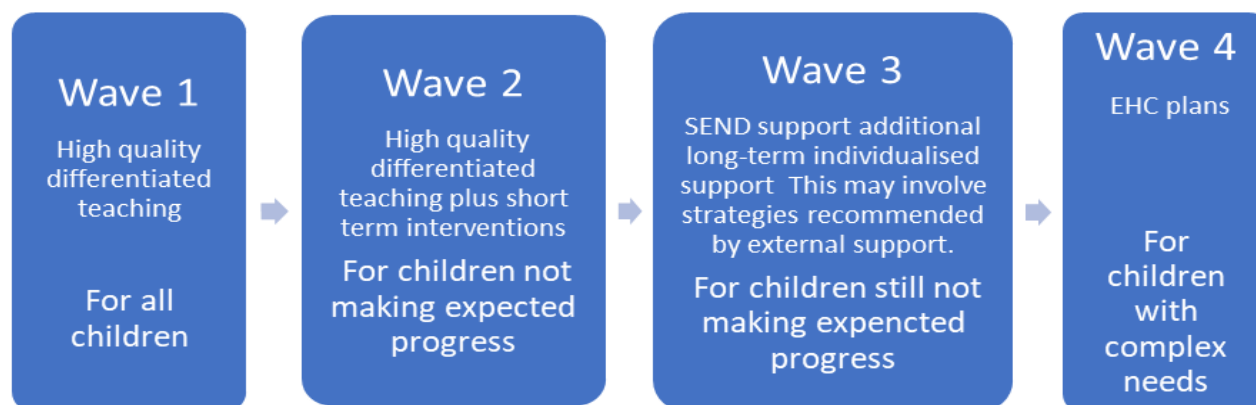 Wave 1
High quality
differentiated
teaching
For all
children
Wave 2
High quality
differentiated
teaching plus short
term interventions
For children not
making expected
progress
Wave 3
SEND support additional
long-term individualised
support This may involve
strategies recommended
by external support.
For children still not
making expencted
progress
Wave 4
EHC plans
For
children
with
complex
needs